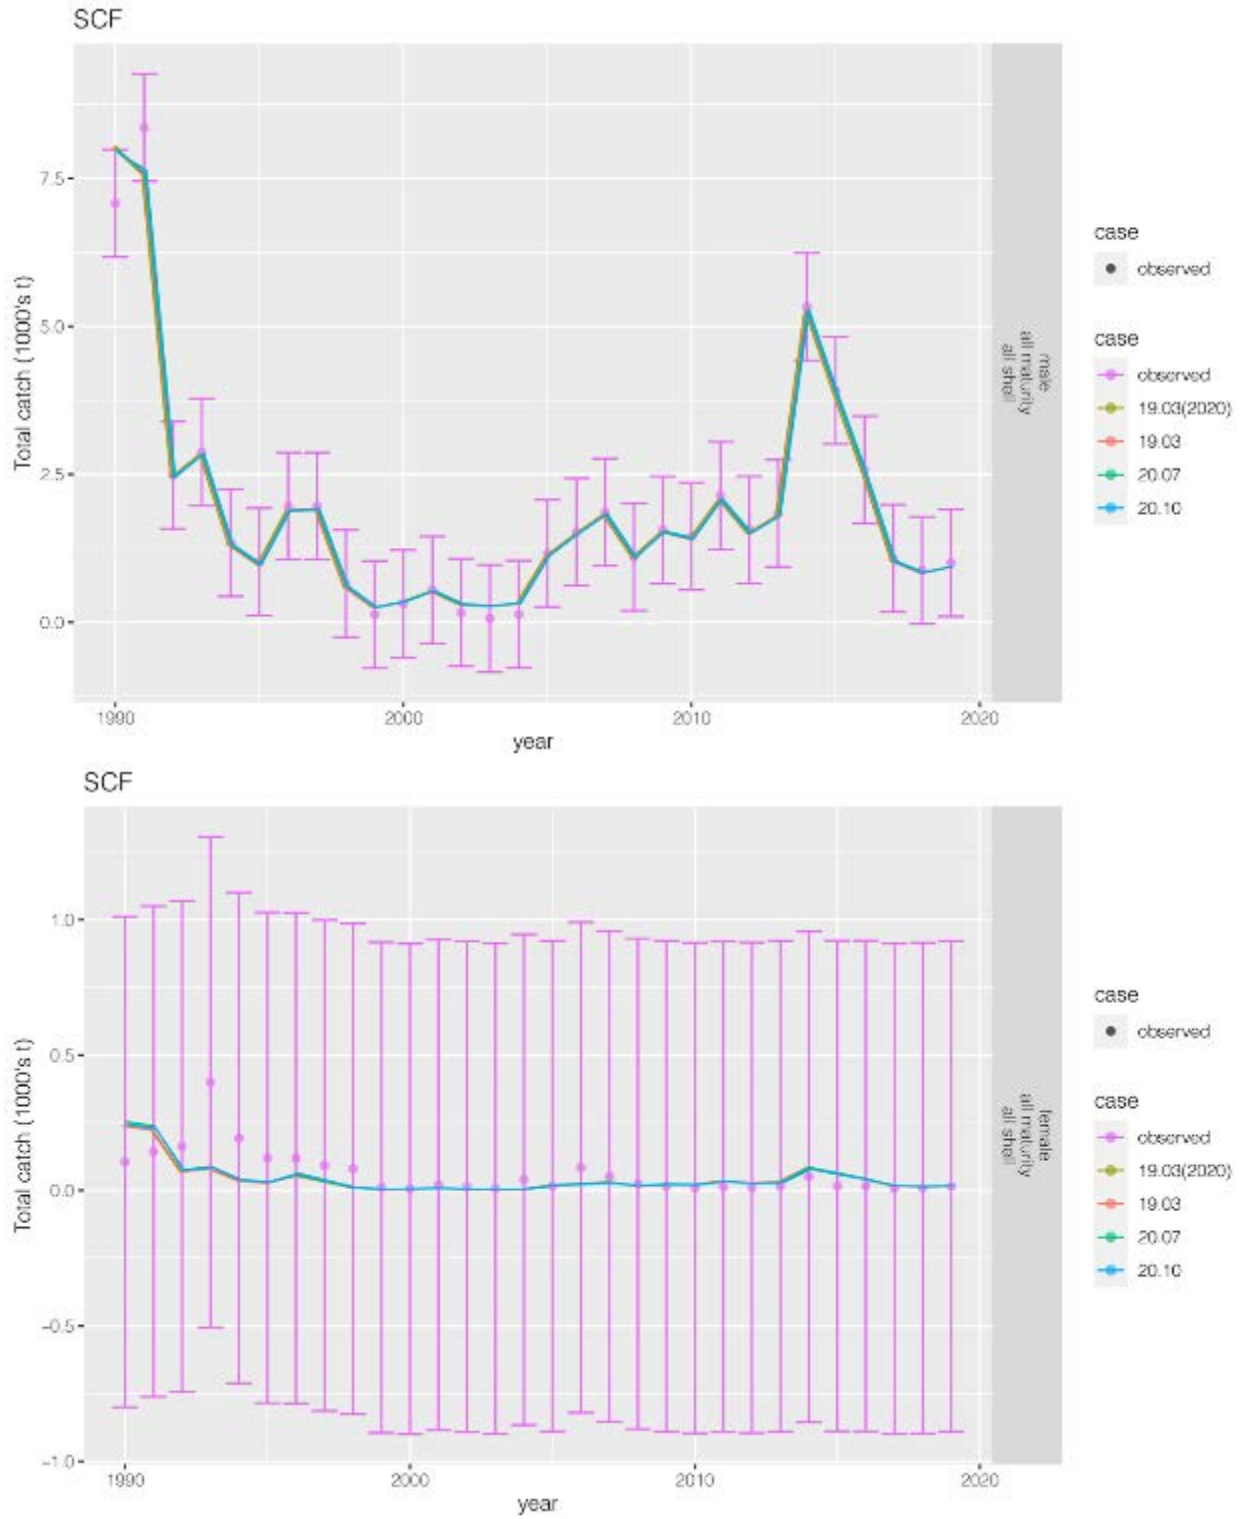 SCF
Total catch (1000's t)
7.5
5.0
2.5
0.0
1990
2000
2010
2020
year
male
all maturity
all shell
case
observed
case
observed
19.03(2020)
19.03
20.07
20.10
SCF
Total catch (1000's t)
1.0
0.5
0.0
-0.5
-1.0
1990
2000
2010
2020
year
female
all maturity
all shell
case
observed
case
observed
19.03(2020)
19.03
20.07
20.10